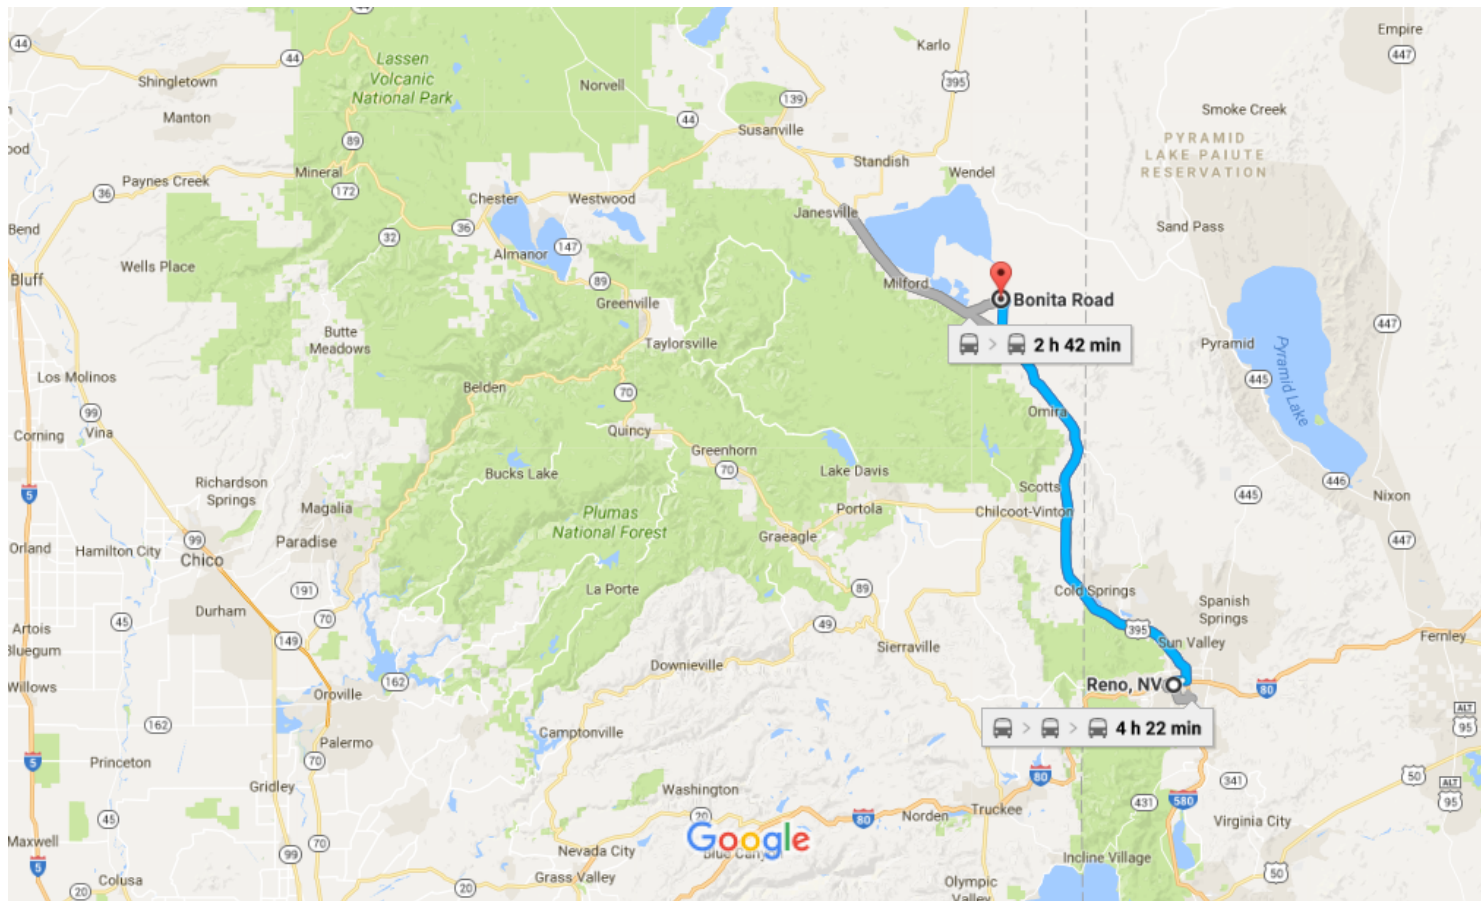 44
44
Shingletown
Manton
Lassen
Volcanic
National Park
Norvell
139
Karlo
395
Empire
447
Smoke Creek
PYRAMID
LAKE PAIUTE
RESERVATION
44
Susanville
Standish
Wendel
89
Mineral
172
Paynes Creek
36
Chester
Westwood
36
32
Almanor
147
89
Janesville
Sand Pass
Bend
Wells Place
Bluff
Milford
Bonita Road
2 h 42 min
Greenville
Taylorsville
Butte
Meadows
Pyramid
447
445
Pyramid Lake
Los Molinos
Belden
70
Omira
99
Vina
Corning
Quincy
Greenhorn
70
Bucks Lake
Lake Davis
446
Nixon
445
5
Richardson
Springs
Magalia
Scotts
Portola
Chilcoot-Vinton
Plumas
National Forest
Graeagle
447
Orland
Hamilton City
99
Chico
Paradise
191
La Porte
89
Cold Springs
Spanish
Springs
Durham
70
45
49
395
Sun Valley
Fernley
Artois
Bluegum
149
Sierraville
Downieville
Willows
162
Oroville
Reno, NV
80
4 h 22 min
162
Camptonville
ALT
95
Palermo
70
Princeton
5
80
341
50
ALT
95
Gridley
Washington
431
580
Virginia City
45
20
80
Norden
Truckee
Google
Maxwell
70
99
Nevada City
Incline Village
50
5
Colusa
20
20
Grass Valley
Olympic
Valley